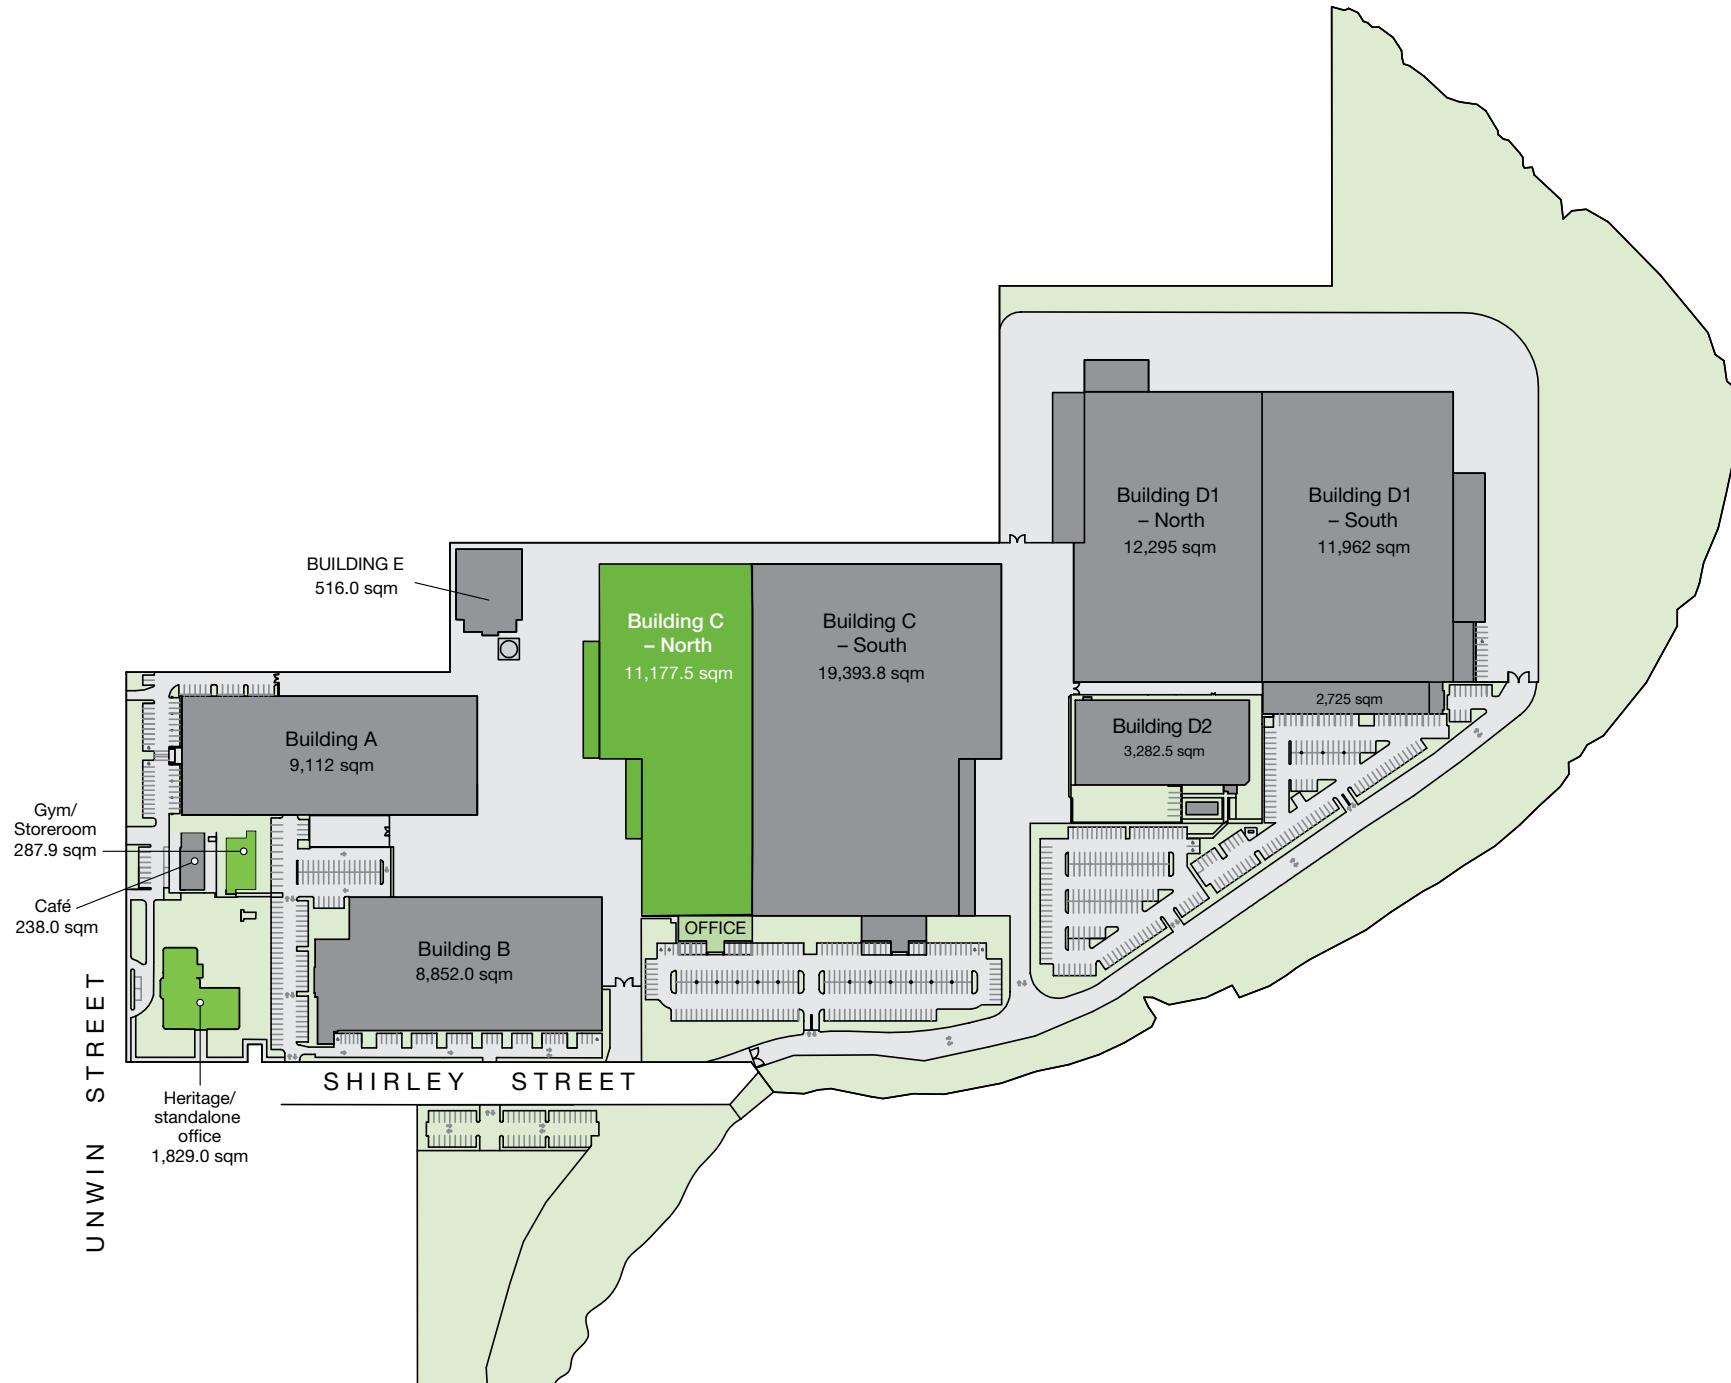 Building D1
– North
12,295 sqm
Building D1
– South
11,962 sqm
BUILDING E
516.0 sqm
Building C
– North
11,177.5 sqm
Building C
– South
19,393.8 sqm
2,725 sqm
Building D2
3,282.5 sqm
Building A
9,112 sqm
Gym/
Storeroom
287.9 sqm
Café
238.0 sqm
OFFICE
Building B
8,852.0 sqm
UNWIN STREET
SHIRLEY STREET
Heritage/
standalone
office
1,829.0 sqm